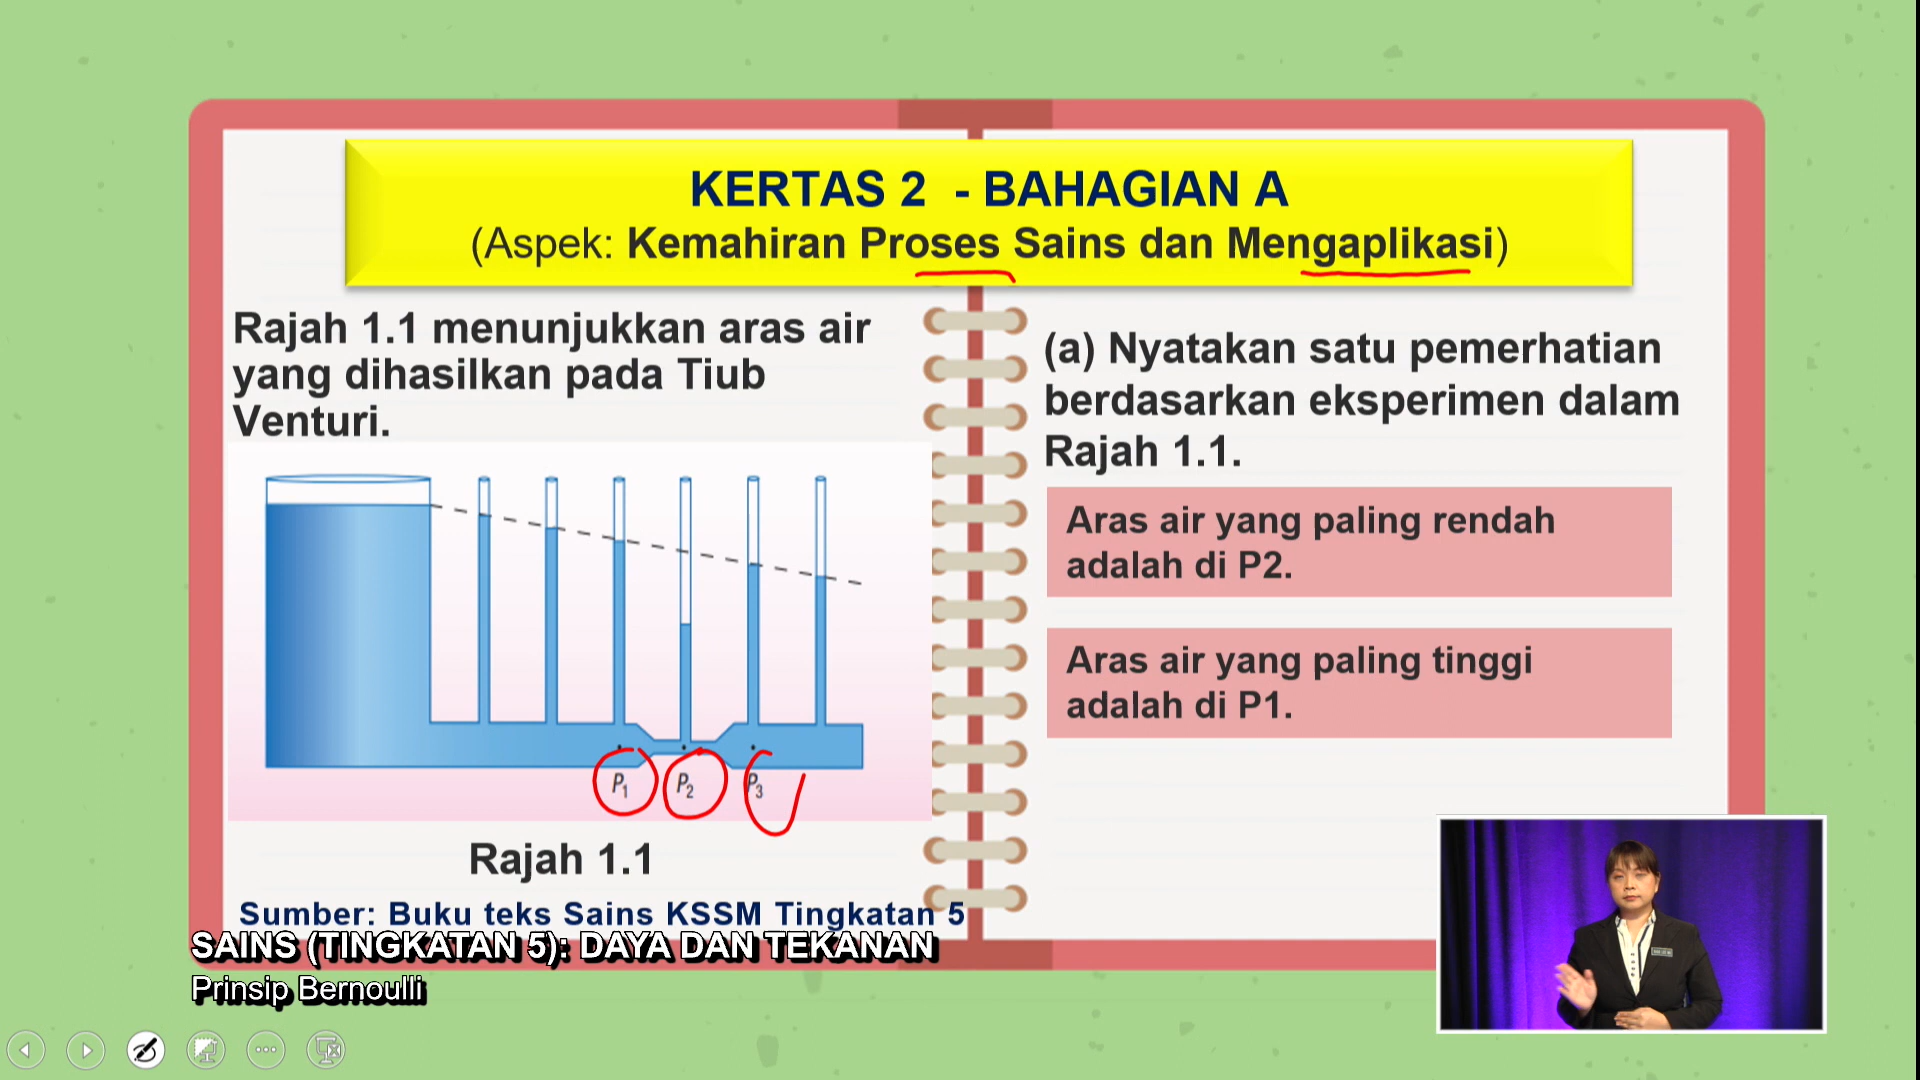 KERTAS 2 - BAHAGIAN A
(Aspek: Kemahiran Proses Sains dan Mengaplikasi)
Rajah 1.1 menunjukkan aras air
yang dihasilkan pada Tiub
Venturi.
P1 P2 P3
Rajah 1.1
Sumber: Buku teks Sains KSSM Tingkatan 5
(a) Nyatakan satu pemerhatian
berdasarkan eksperimen dalam
Rajah 1.1.
Aras air yang paling rendah
adalah di P2.
Aras air yang paling tinggi
adalah di P1.
SAINS (TINGKATAN 5): DAYA DAN TEKANAN
Prinsip Bernoulli